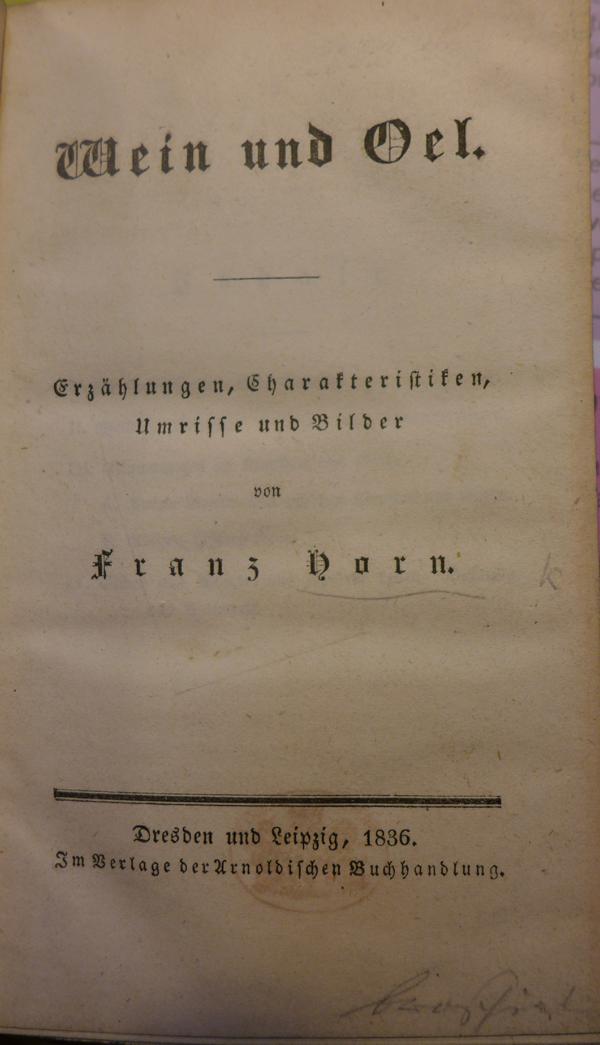 Wein und Oel.
Erzählungen, Charakteristiken,
Umrisse und Bilder
von
Franz Horn.
k
Dresden und Leipzig, 1836.
Im Verlage der Arnoldischen Buchhandlung.